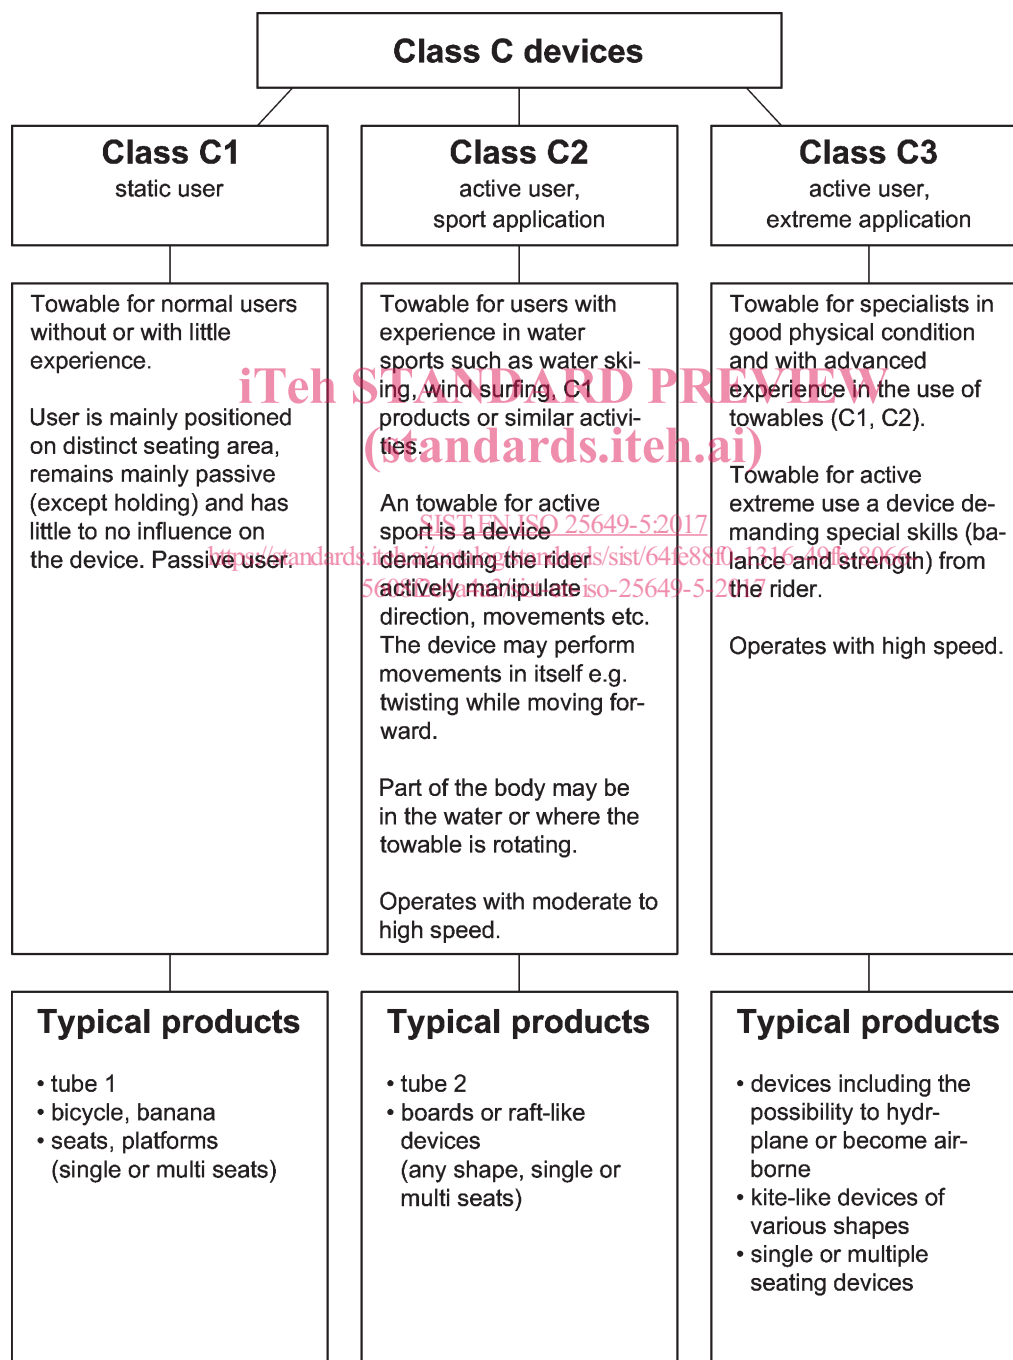 Class C devices
Class C1
static user
Class C2
active user,
sport application
Class C3
active user,
extreme application
Towable for normal users
without or with little
experience.
User is mainly positioned
on distinct seating area,
remains mainly passive
(except holding) and has
little to no influence on
the device. Passive user.
Towable for users with
experience in water
sports such as water ski-
ing, wind surfing, C1
products or similar activi-
ties.
An towable for active
sport is a device
demanding the rider
actively manipulate
direction, movements etc.
The device may perform
movements in itself e.g.
twisting while moving for-
ward.
Part of the body may be
in the water or where the
towable is rotating.
Operates with moderate to
high speed.
Towable for specialists in
good physical condition
and with advanced
experience in the use of
towables (C1, C2).
Towable for active
extreme use a device de-
manding special skills (ba-
lance and strength) from
the rider.
Operates with high speed.
iTeh STANDARD PREVIEW
(standards.iteh.ai)
SIST EN ISO 25649-5:2017
Typical products
• tube 1
• bicycle, banana
• seats, platforms
(single or multi seats)
Typical products
• tube 2
• boards or raft-like
devices
(any shape, single or
multi seats)
Typical products
• devices including the
possibility to hydr-
plane or become air-
borne
• kite-like devices of
various shapes
• single or multiple
seating devices